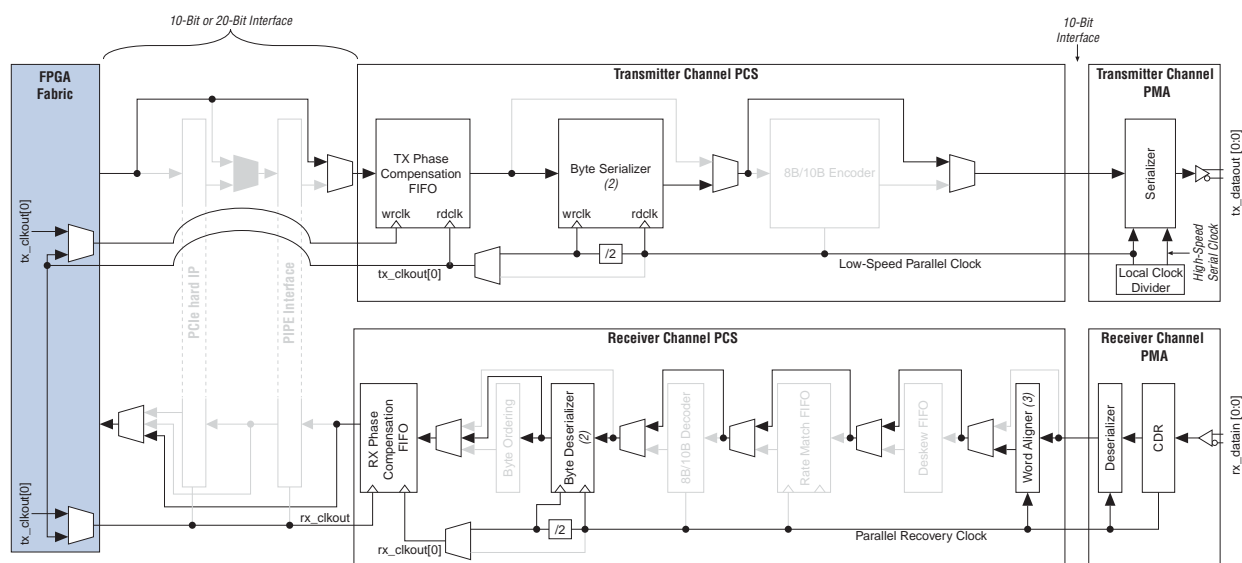 10-Bit or 20-Bit Interface
10-Bit
Interface
FPGA
Fabric
Transmitter Channel PCS
Transmitter Channel
PMA
TX Phase
Compensation
FIFO
wrclk
rdclk
Byte Serializer
(2)
wrclk
rdclk
8B/10B Encoder
Serializer
tx_dataout [0:0]
High-Speed
Serial Clock
Local Clock
Divider
/2
Low-Speed Parallel Clock
tx_clkout[0]
tx_clkout[0]
PCIe hard IP
PIPE Interface
Receiver Channel PCS
Receiver Channel
PMA
RX Phase
Compensation
FIFO
Byte Ordering
Byte Deserializer
(2)
8B/10B Decoder
Rate Match FIFO
Deskew FIFO
Word Aligner (3)
Deserializer
CDR
rx_datain [0:0]
tx_clkout[0]
rx_clkout
/2
rx_clkout[0]
Parallel Recovery Clock